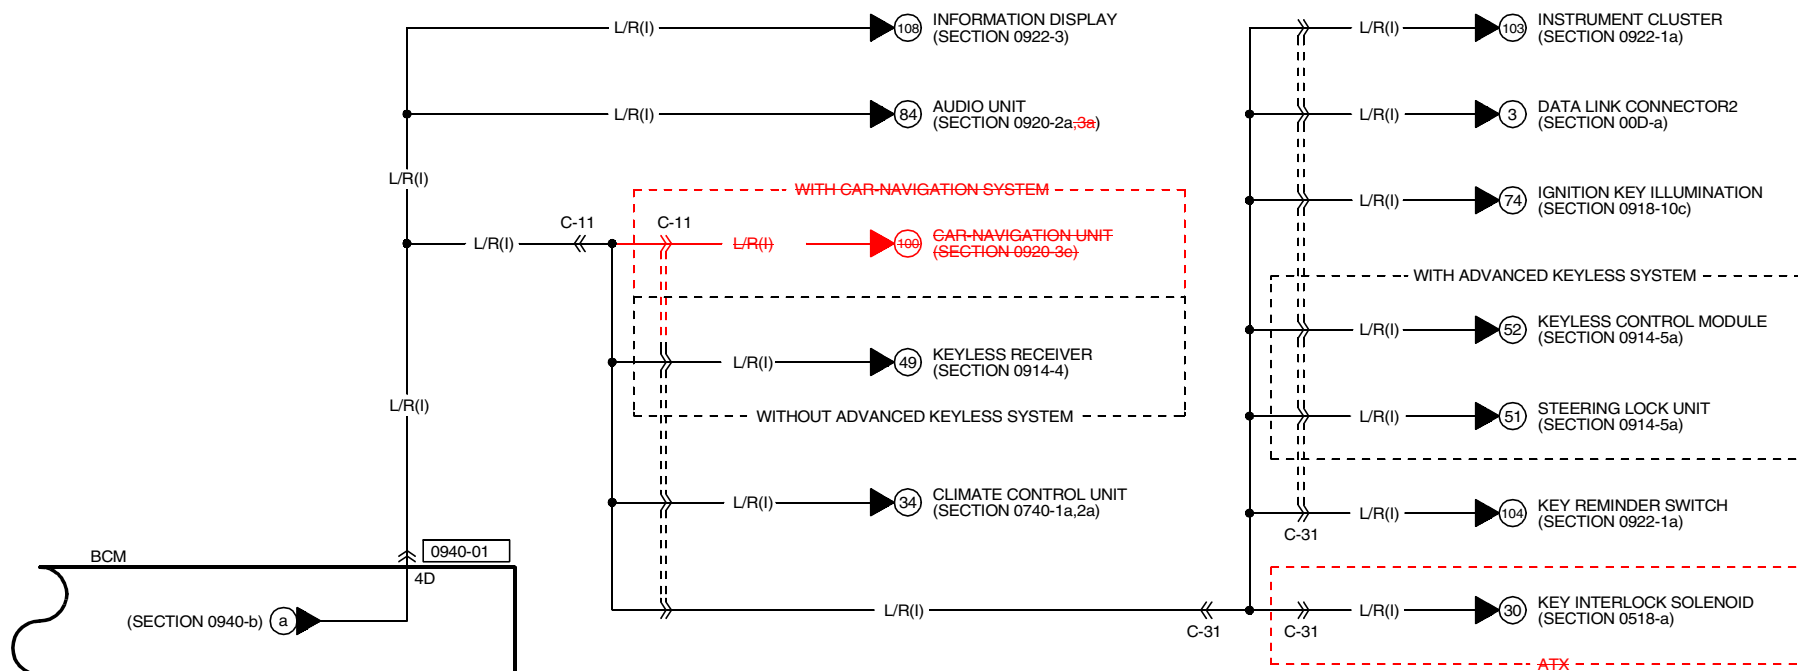 L/R(I) 108 INFORMATION DISPLAY
(SECTION 0922-3)
L/R(I) 84 AUDIO UNIT
(SECTION 0920-2a,3a)
L/R(I)
WITH CAR-NAVIGATION SYSTEM
C-11 C-11
L/R(I) L/R(I) 100 CAR-NAVIGATION UNIT
(SECTION 0920-3e)
L/R(I) 49 KEYLESS RECEIVER
(SECTION 0914-4)
L/R(I)
WITHOUT ADVANCED KEYLESS SYSTEM
L/R(I) 34 CLIMATE CONTROL UNIT
(SECTION 0740-1a,2a)
0940-01
BCM
4D
(SECTION 0940-b) a
L/R(I)
C-31
L/R(I) 103 INSTRUMENT CLUSTER
(SECTION 0922-1a)
L/R(I) 3 DATA LINK CONNECTOR2
(SECTION 00D-a)
L/R(I) 74 IGNITION KEY ILLUMINATION
(SECTION 0918-10c)
WITH ADVANCED KEYLESS SYSTEM
L/R(I) 52 KEYLESS CONTROL MODULE
(SECTION 0914-5a)
L/R(I) 51 STEERING LOCK UNIT
(SECTION 0914-5a)
L/R(I) 104 KEY REMINDER SWITCH
(SECTION 0922-1a)
C-31
L/R(I) 30 KEY INTERLOCK SOLENOID
(SECTION 0518-a)
C-31
ATX